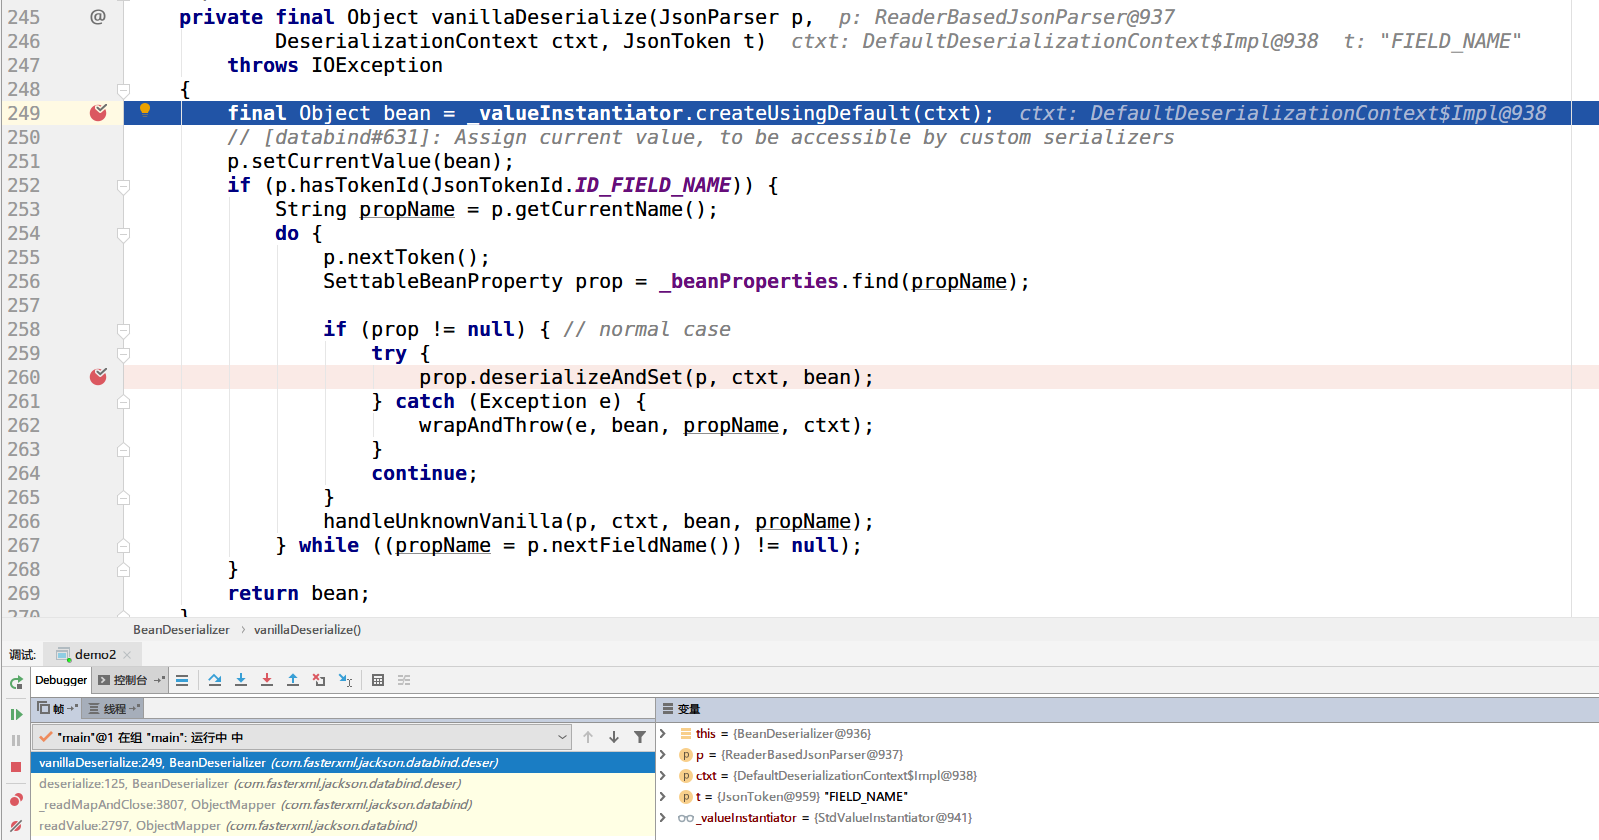 245 @ private final Object vanillaDeserialize(JsonParser p, p: ReaderBasedJsonParser@937
246 DeserializationContext ctxt, JsonToken t) ctxt: DefaultDeserializationContext$Impl@938 t: "FIELD_NAME"
247 throws IOException
248 {
249 final Object bean = _valueInstantiator.createUsingDefault(ctxt); ctxt: DefaultDeserializationContext$Impl@938
250 // [databind#631]: Assign current value, to be accessible by custom serializers
251 p.setCurrentValue(bean);
252 if (p.hasTokenId(JsonTokenId.ID_FIELD_NAME)) {
253 String propName = p.getCurrentName();
254 do {
255 p.nextToken();
256 SettableBeanProperty prop = _beanProperties.find(propName);
257
258 if (prop != null) { // normal case
259 try {
260 prop.deserializeAndSet(p, ctxt, bean);
261 } catch (Exception e) {
262 wrapAndThrow(e, bean, propName, ctxt);
263 }
264 continue;
265 }
266 handleUnknownVanilla(p, ctxt, bean, propName);
267 } while ((propName = p.nextFieldName()) != null);
268 }
269 return bean;
270 }
BeanDeserializer › vanillaDeserialize()
调试: demo2
Debugger 控制台
帧 线程
变量
"main"@1 在组 "main": 运行中 中
vanillaDeserialize:249, BeanDeserializer (com.fasterxml.jackson.databind.deser)
deserialize:125, BeanDeserializer (com.fasterxml.jackson.databind.deser)
_readMapAndClose:3807, ObjectMapper (com.fasterxml.jackson.databind)
readValue:2797, ObjectMapper (com.fasterxml.jackson.databind)
this = {BeanDeserializer@936}
p = {ReaderBasedJsonParser@937}
ctxt = {DefaultDeserializationContext$Impl@938}
t = {JsonToken@959} "FIELD_NAME"
_valueInstantiator = {StdValueInstantiator@941}